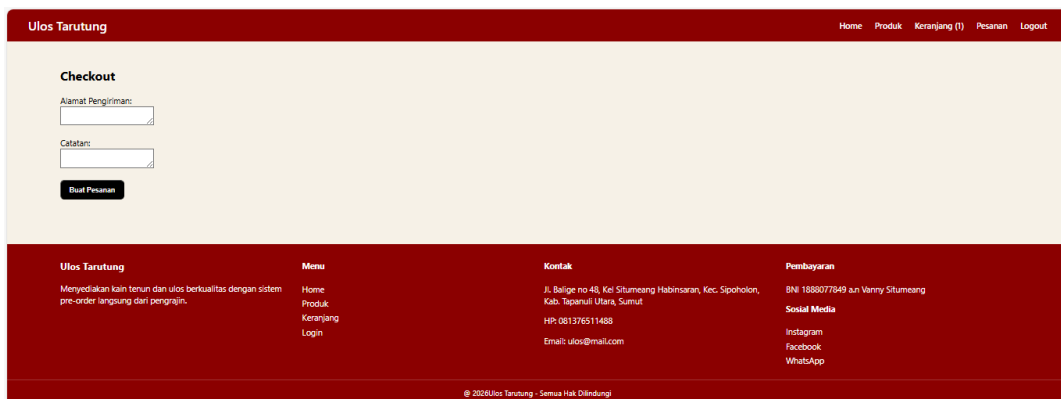 Ulos Tarutung
Home Produk Keranjang (1) Pesanan Logout
Checkout
Alamat Pengiriman:
Catatan:
Buat Pesanan
Ulos Tarutung
Menyediakan kain tenun dan ulos berkualitas dengan sistem
pre-order langsung dari pengrajin.
Menu
Home
Produk
Keranjang
Login
Kontak
Jl. Balige no 48, Kel Situmeang Habinsaran, Kec. Sipoholon,
Kab. Tapanuli Utara, Sumut
HP: 081376511488
Email: ulos@mail.com
Pembayaran
BNI 1888077849 a.n Vanny Situmeang
Sosial Media
Instagram
Facebook
WhatsApp
@ 2026Ulos Tarutung - Semua Hak Dilindungi